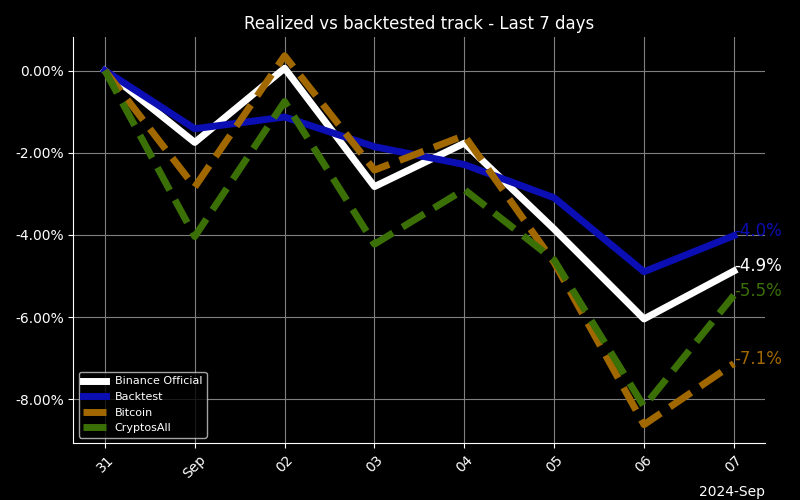 Realized vs backtested track - Last 7 days
0.00%
-2.00%
-4.00%
-6.00%
-8.00%
-4.0%
-4.9%
-5.5%
-7.1%
Binance Official
Backtest
Bitcoin
CryptosAll
31
Sep
02
03
04
05
06
07
2024-Sep